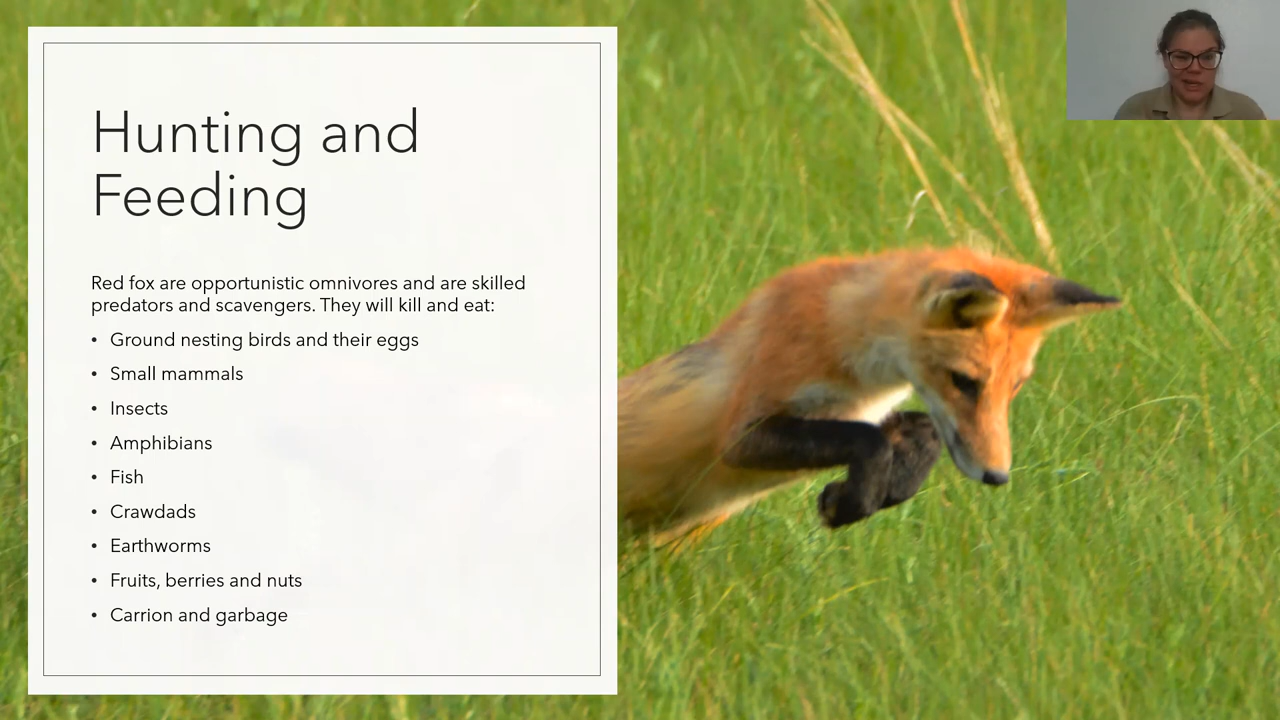 Hunting and
Feeding
Red fox are opportunistic omnivores and are skilled
predators and scavengers. They will kill and eat:
• Ground nesting birds and their eggs
• Small mammals
• Insects
• Amphibians
• Fish
• Crawdads
• Earthworms
• Fruits, berries and nuts
• Carrion and garbage